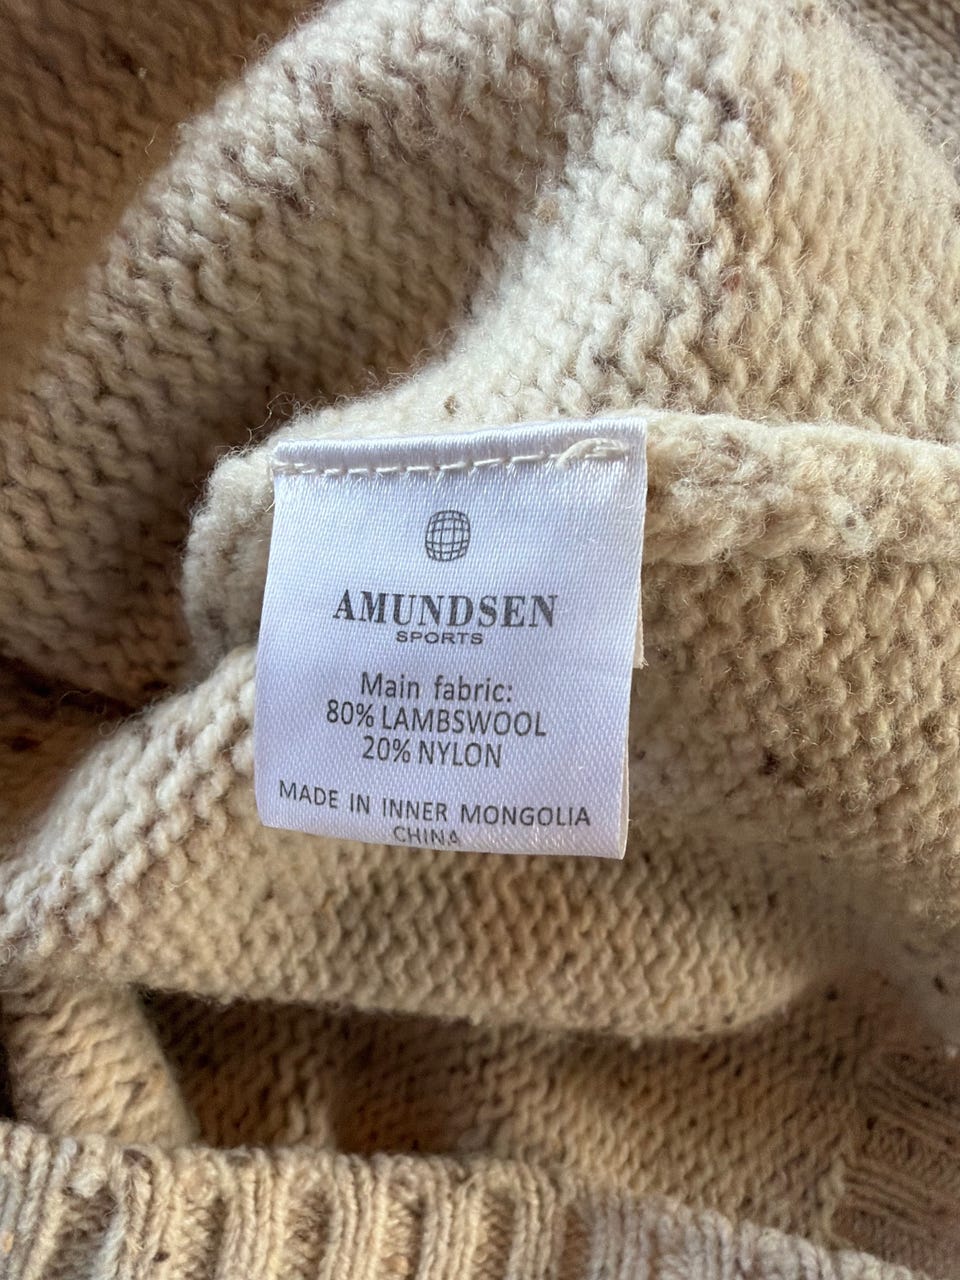 AMUNDSEN
SPORTS
Main fabric:
80% LAMBSWOOL
20% NYLON
MADE IN INNER MONGOLIA
CHINA